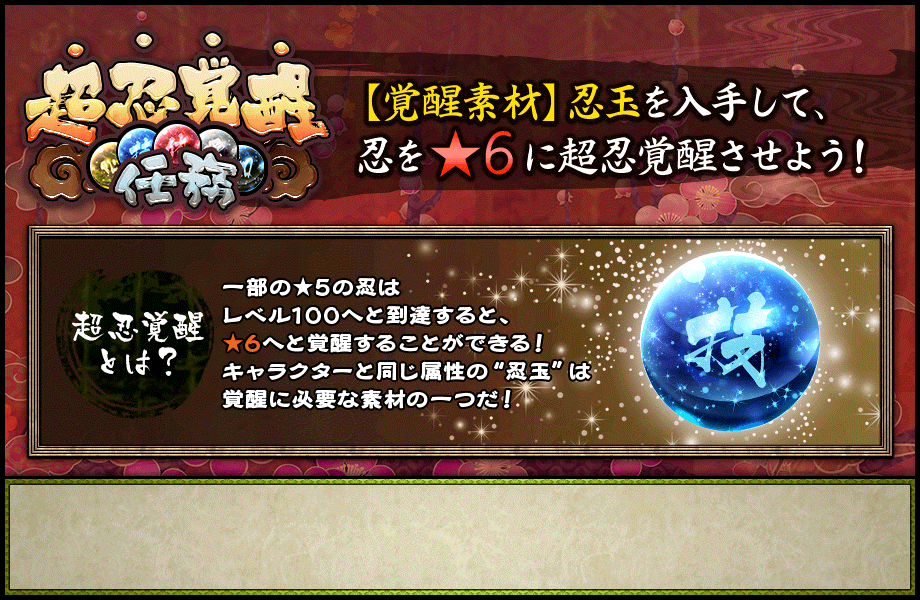 超忍覚醒
任務
【覚醒素材】忍玉を入手して、
忍を★6に超忍覚醒させよう!
超忍覚醒
とは?
一部の★5の忍は
レベル100へと到達すると、
★6へと覚醒することができる!
キャラクターと同じ属性の“忍玉”は
覚醒に必要な素材の一つだ!
技